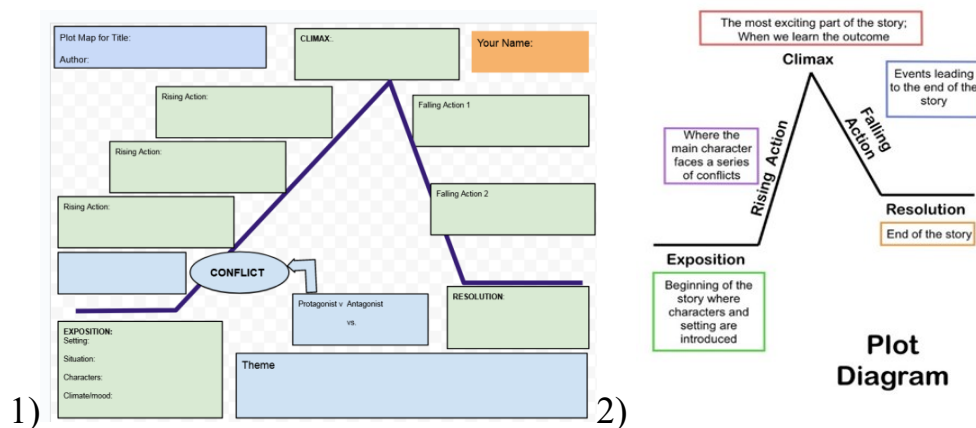 Plot Map for Title:
Author:
CLIMAX:
Your Name:
Rising Action:
Falling Action 1
Rising Action:
Rising Action:
Falling Action 2
CONFLICT
Protagonist v Antagonist
vs.
RESOLUTION:
EXPOSITION:
Setting:
Situation:
Characters:
Climate/mood:
Theme
1)
The most exciting part of the story;
When we learn the outcome
Climax
Events leading
to the end of the
story
Where the
main character
faces a series
of conflicts
Rising Action
Falling
Action
Resolution
End of the story
Exposition
Beginning of the
story where
characters and
setting are
introduced
Plot
Diagram
2)